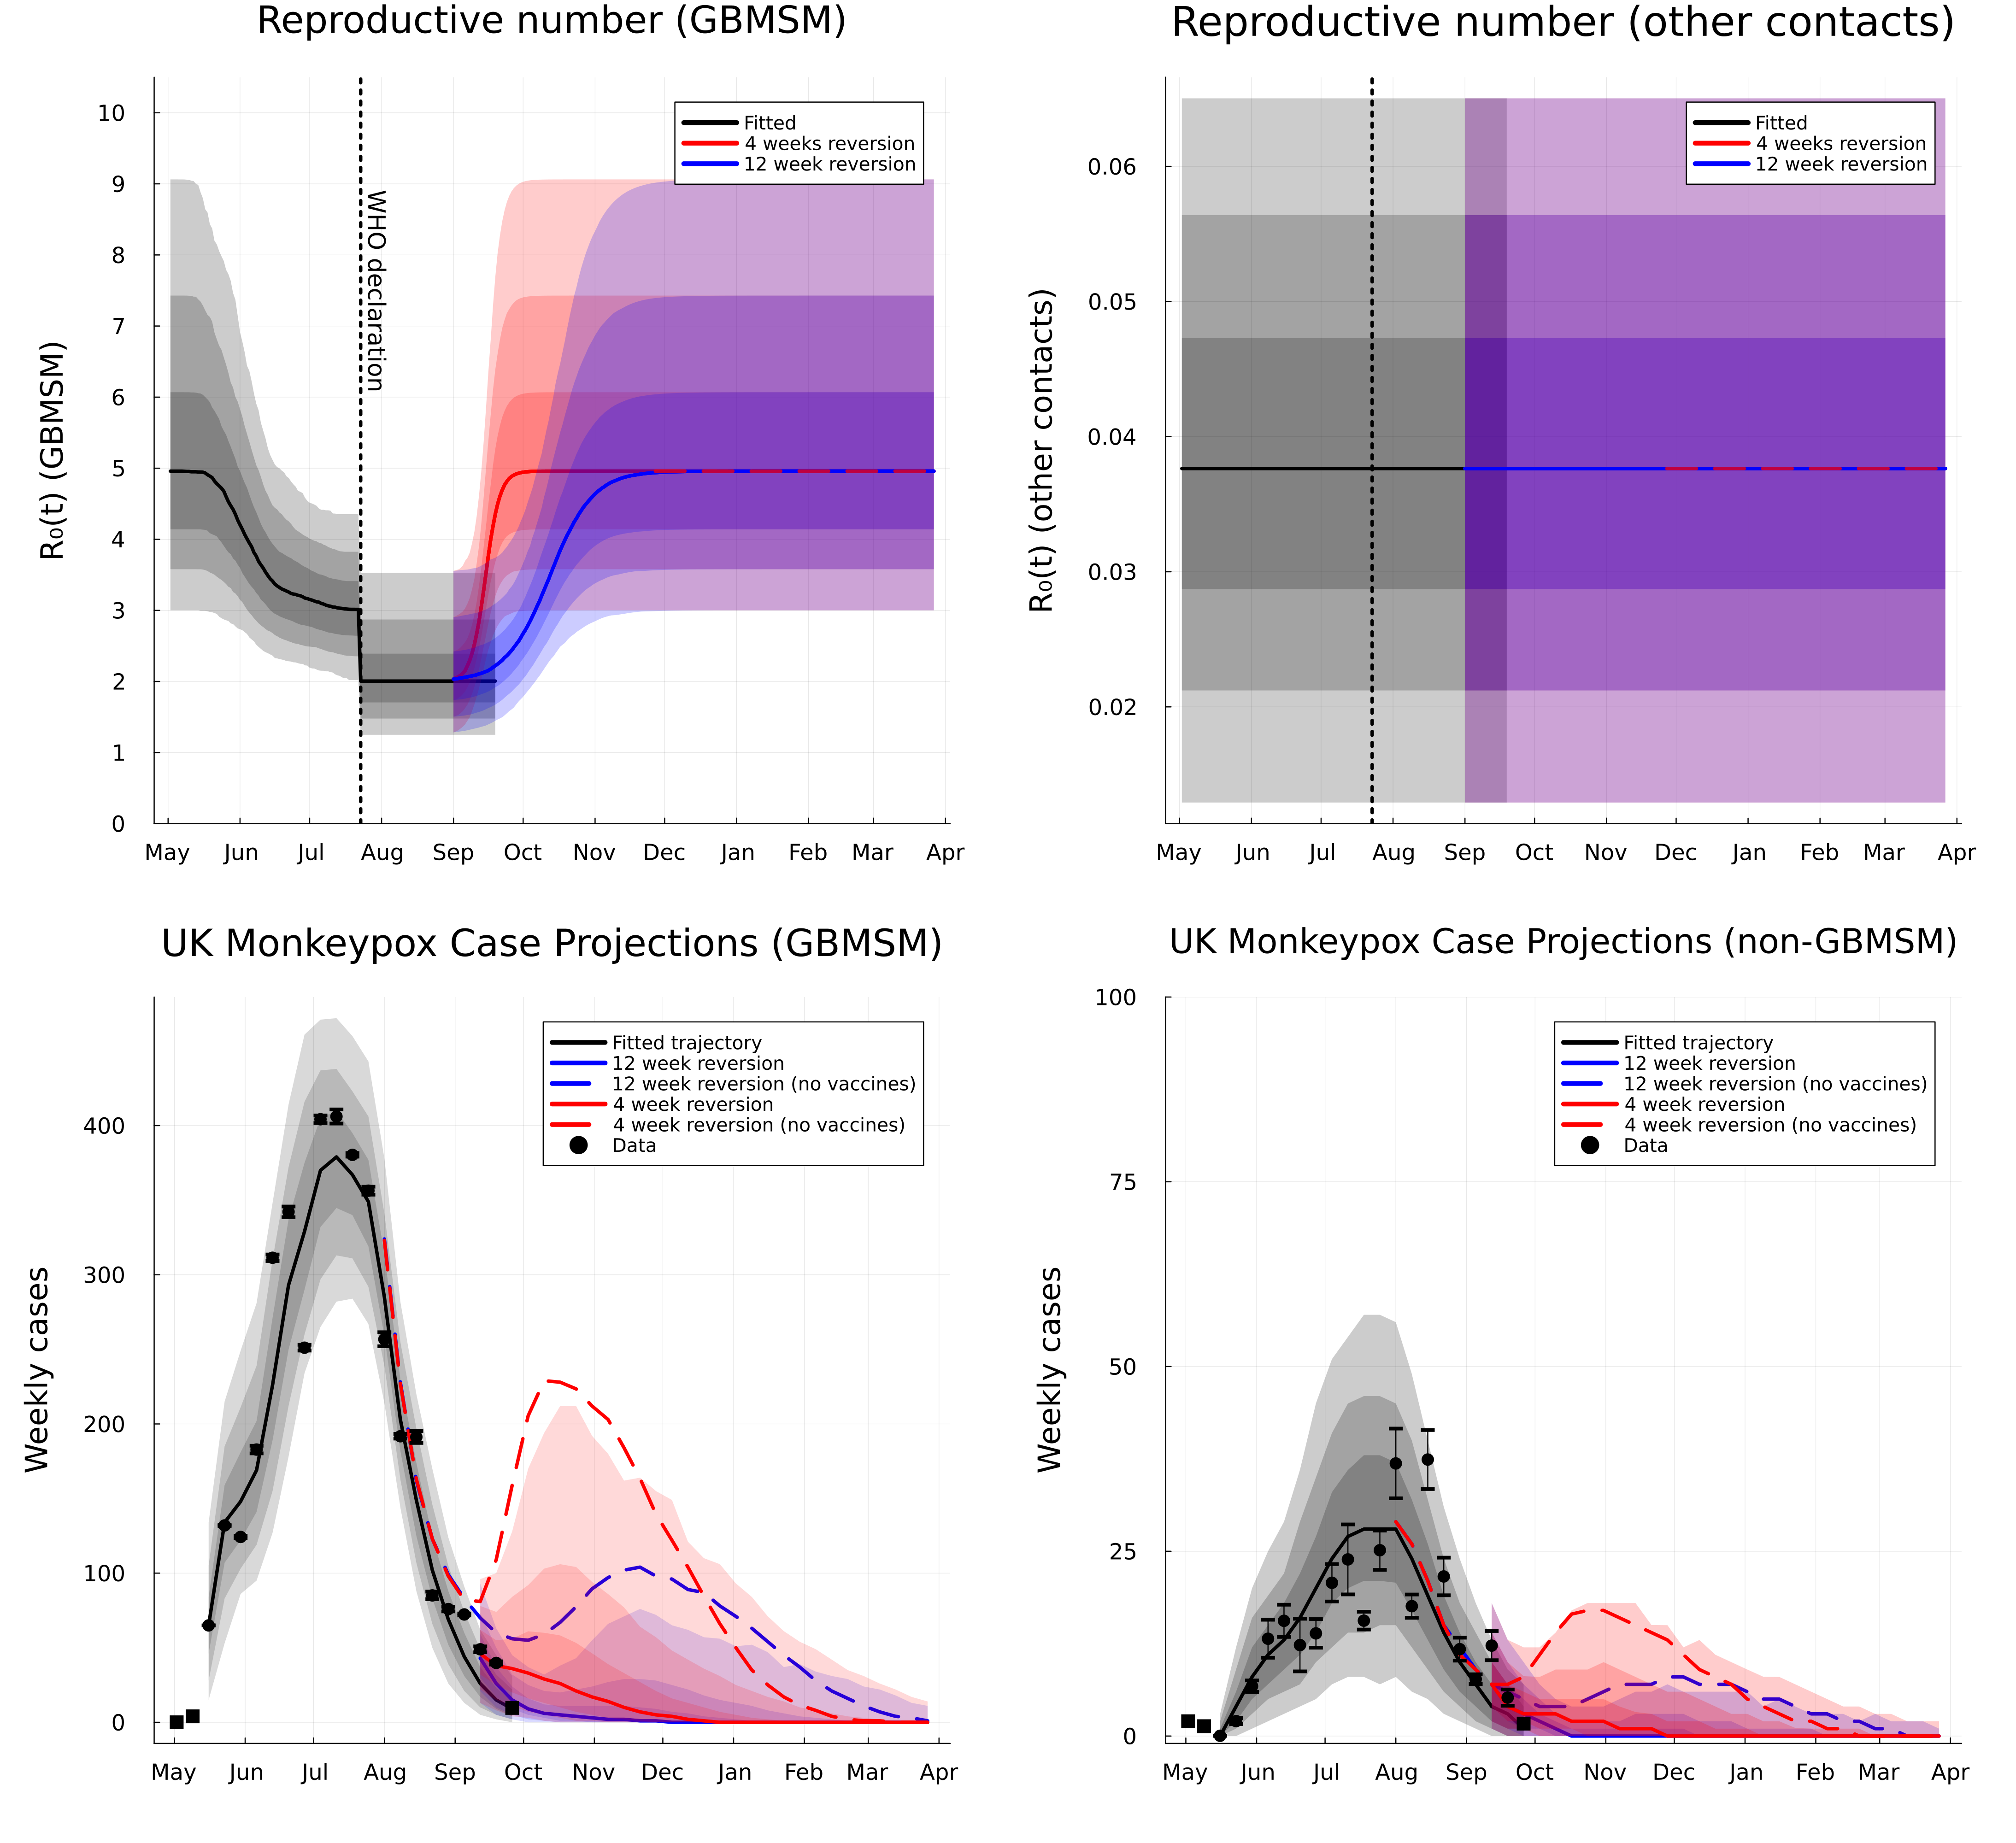 Reproductive number (GBMSM)
R₀(t) (GBMSM)
10
9
8
7
6
5
4
3
2
1
0
Fitted
4 weeks reversion
12 week reversion
WHO declaration
May Jun Jul Aug Sep Oct Nov Dec Jan Feb Mar Apr
Reproductive number (other contacts)
R₀(t) (other contacts)
0.06
0.05
0.04
0.03
0.02
Fitted
4 weeks reversion
12 week reversion
May Jun Jul Aug Sep Oct Nov Dec Jan Feb Mar Apr
UK Monkeypox Case Projections (GBMSM)
Weekly cases
400
300
200
100
0
Fitted trajectory
12 week reversion
12 week reversion (no vaccines)
4 week reversion
4 week reversion (no vaccines)
Data
May Jun Jul Aug Sep Oct Nov Dec Jan Feb Mar Apr
UK Monkeypox Case Projections (non-GBMSM)
Weekly cases
100
75
50
25
0
Fitted trajectory
12 week reversion
12 week reversion (no vaccines)
4 week reversion
4 week reversion (no vaccines)
Data
May Jun Jul Aug Sep Oct Nov Dec Jan Feb Mar Apr